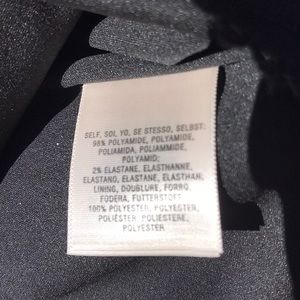 SELF, SOI, YO, SE STESSO, SELBST:
98% POLYAMIDE, POLYAMIDE,
POLIAMIDA, POLIAMMIDE,
POLYAMID;
2% ELASTANE, ELASTHANNE,
ELASTANO, ELASTANE, ELASTHAN
LINING, DOUBLURE, FORRO,
FODERA, FUTTERSTOFF:
100% POLYESTER, POLYESTER,
POLIÉSTER, POLIESTERE,
POLYESTER